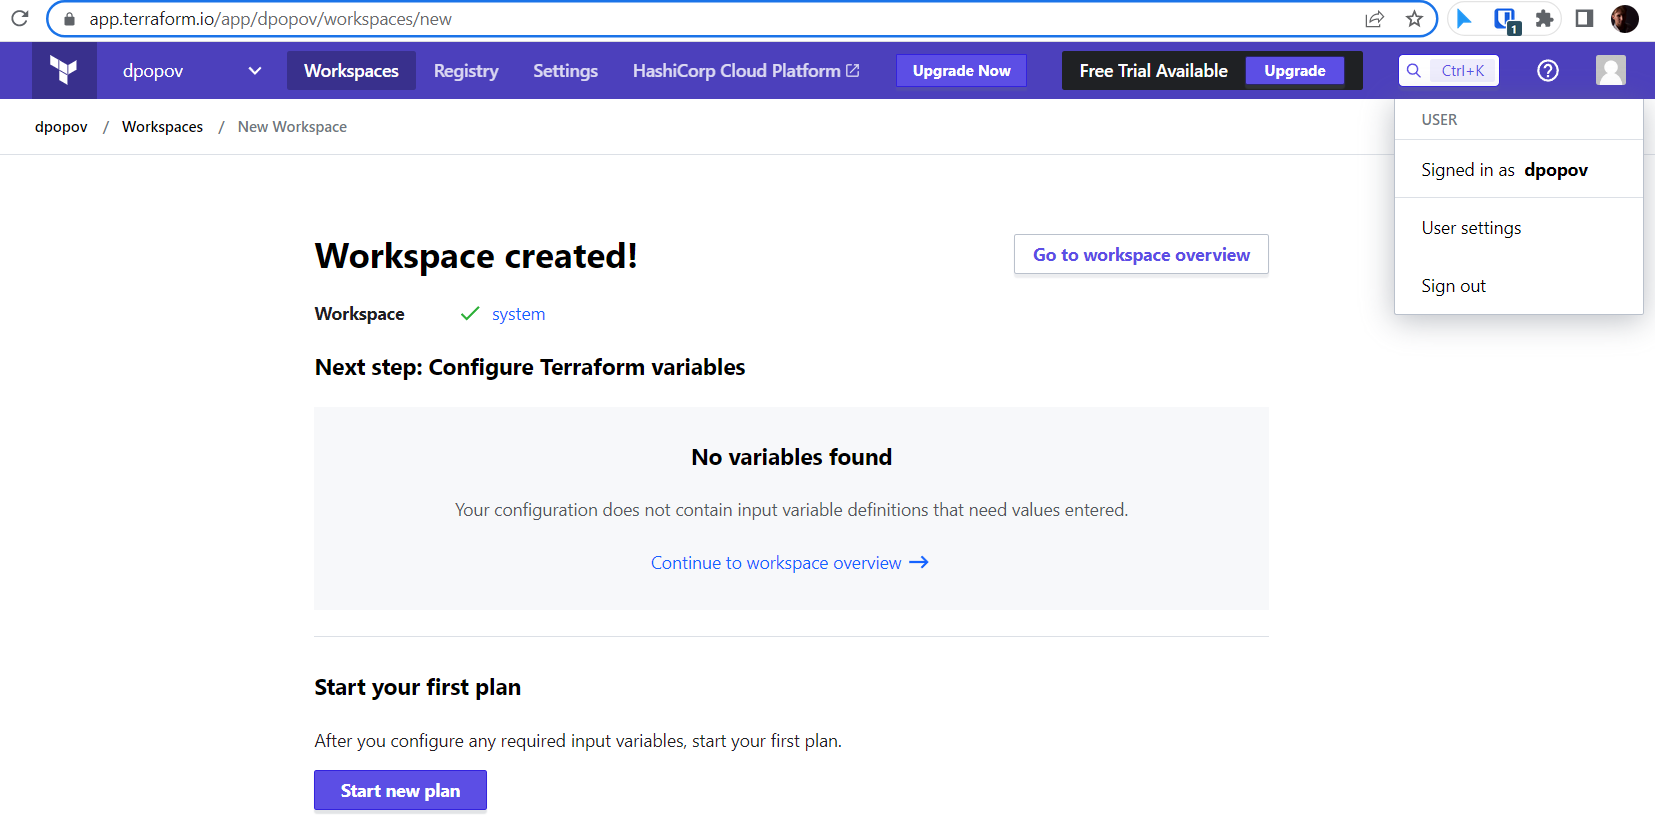 app.terraform.io/app/dpopov/workspaces/new
1
dpopov Workspaces Registry Settings HashiCorp Cloud Platform Upgrade Now Free Trial Available Upgrade Ctrl+K
dpopov / Workspaces / New Workspace
USER
Signed in as dpopov
User settings
Sign out
Workspace created!
Go to workspace overview
Workspace system
Next step: Configure Terraform variables
No variables found
Your configuration does not contain input variable definitions that need values entered.
Continue to workspace overview
Start your first plan
After you configure any required input variables, start your first plan.
Start new plan